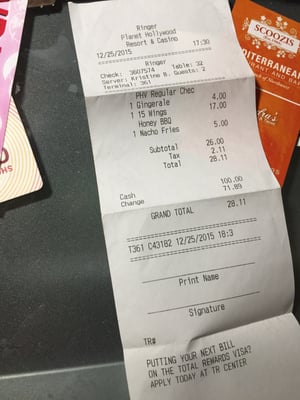 Ringer
Planet Hollywood
Resort & Casino
12/25/2015 17:30
Ringer
Check: 3607574 Table: 32
Server: Kristine B. Guests: 2
Terminal: 361
PHV Regular Chec
1 Gingerale 4.00
1 15 Wings 17.00
Honey BBQ
1 Nacho Fries 5.00
Subtotal 26.00
Tax 2.11
Total 28.11
Cash 100.00
Change 71.89
GRAND TOTAL 28.11
T361 C43182 12/25/2015 18:3
Print Name
Signature
TR#
PUTTING YOUR NEXT BILL
ON THE TOTAL REWARDS VISA?
APPLY TODAY AT TR CENTER
SCOOZIS